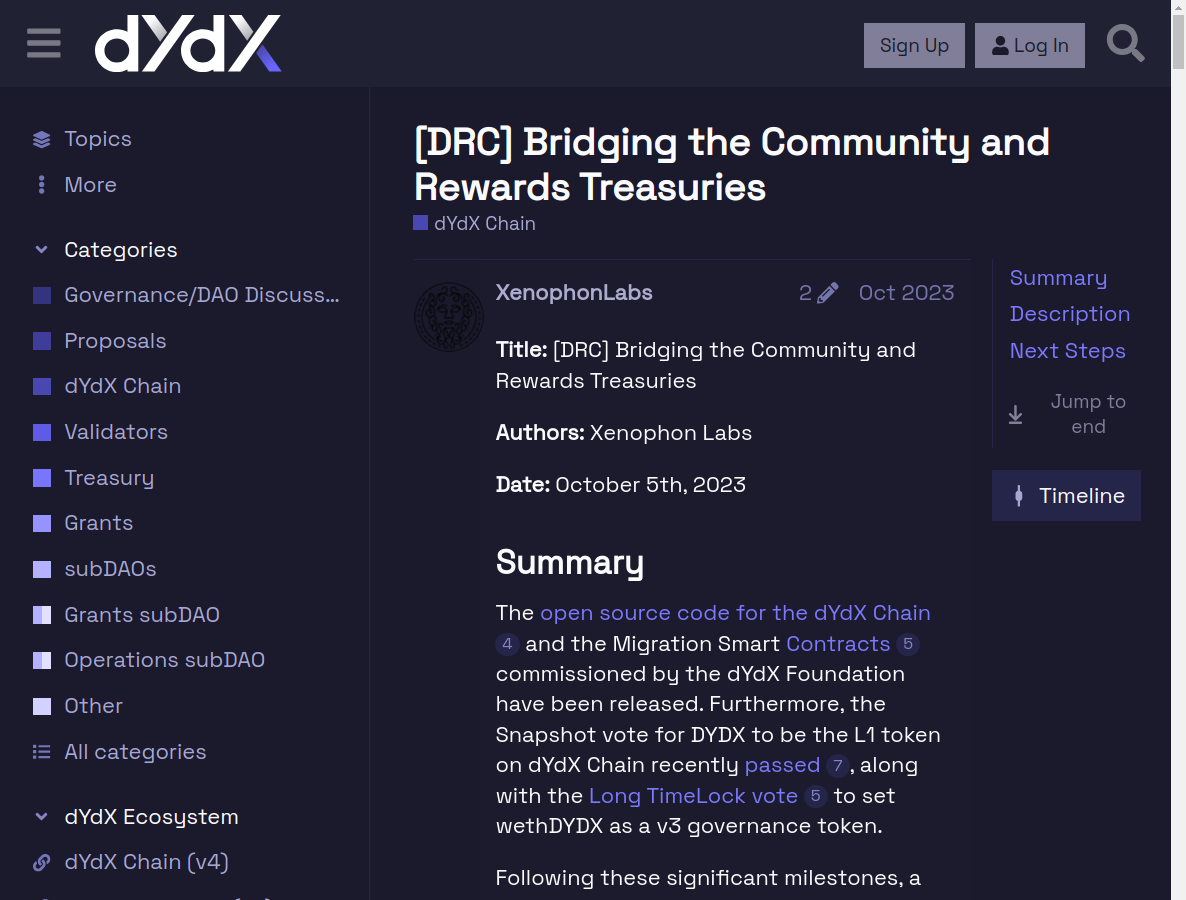 dYdX
Sign Up
Log In
Topics
More
Categories
Governance/DAO Discuss...
Proposals
dYdX Chain
Validators
Treasury
Grants
subDAOs
Grants subDAO
Operations subDAO
Other
All categories
dYdX Ecosystem
dYdX Chain (v4)
[DRC] Bridging the Community and
Rewards Treasuries
dYdX Chain
XenophonLabs 2 Oct 2023
Title: [DRC] Bridging the Community and
Rewards Treasuries
Authors: Xenophon Labs
Date: October 5th, 2023
Summary
The open source code for the dYdX Chain
4 and the Migration Smart Contracts 5
commissioned by the dYdX Foundation
have been released. Furthermore, the
Snapshot vote for DYDX to be the L1 token
on dYdX Chain recently passed 7, along
with the Long TimeLock vote 5 to set
wethDYDX as a v3 governance token.
Following these significant milestones, a
Summary
Description
Next Steps
Jump to
end
Timeline